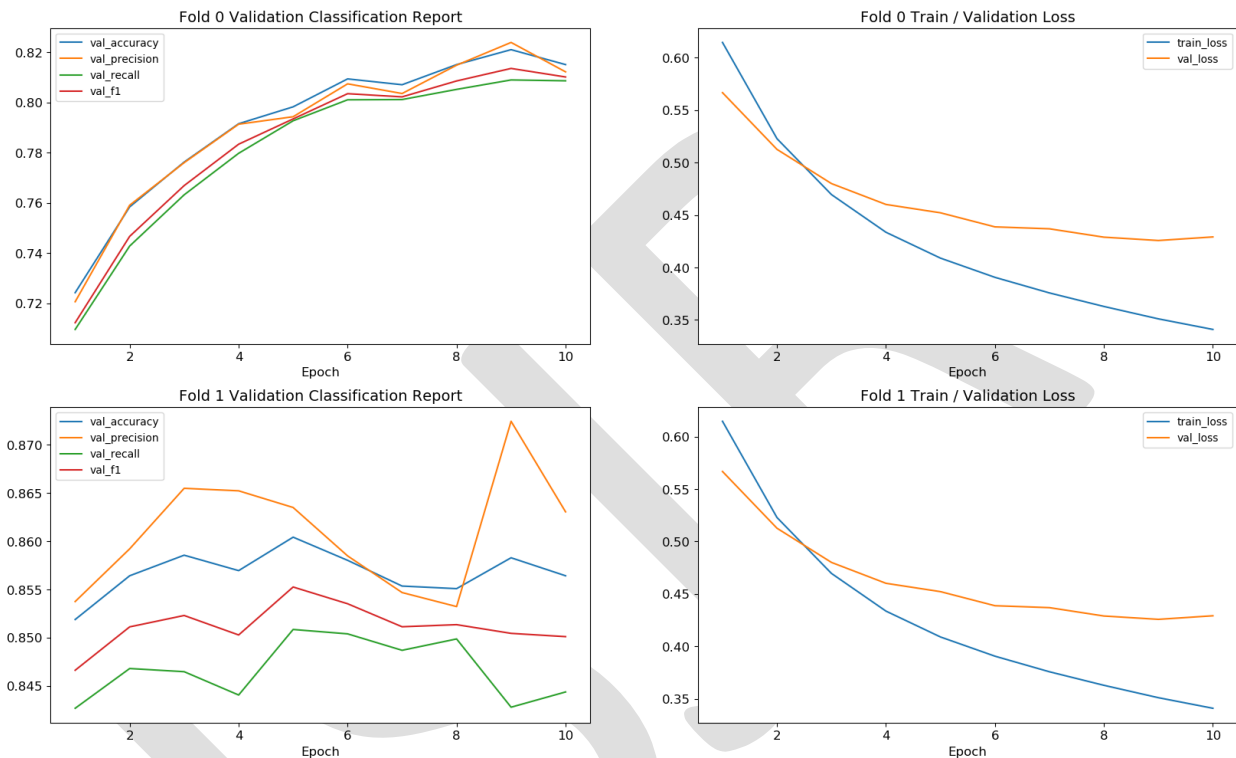 Fold 0 Validation Classification Report
val_accuracy
val_precision
val_recall
val_f1
0.82
0.80
0.78
0.76
0.74
0.72
2 4 6 8 10
Epoch
Fold 0 Train / Validation Loss
train_loss
val_loss
0.60
0.55
0.50
0.45
0.40
0.35
2 4 6 8 10
Epoch
Fold 1 Validation Classification Report
val_accuracy
val_precision
val_recall
val_f1
0.870
0.865
0.860
0.855
0.850
0.845
2 4 6 8 10
Epoch
Fold 1 Train / Validation Loss
train_loss
val_loss
0.60
0.55
0.50
0.45
0.40
0.35
2 4 6 8 10
Epoch